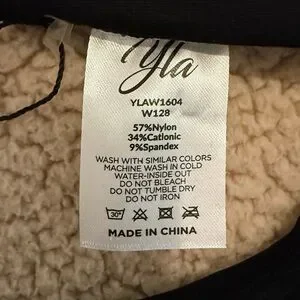 Yla
YLAW1604
W128
57%Nylon
34%Cationic
9%Spandex
WASH WITH SIMILAR COLORS
MACHINE WASH IN COLD
WATER-INSIDE OUT
DO NOT BLEACH
DO NOT TUMBLE DRY
DO NOT IRON
30°
MADE IN CHINA